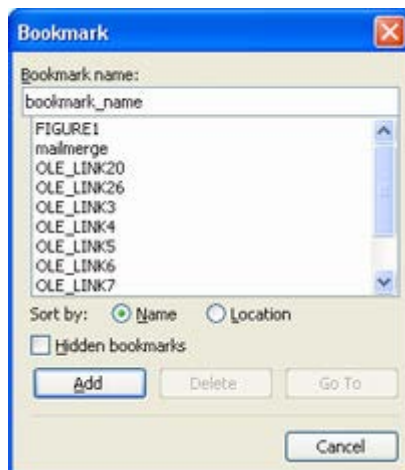 Bookmark
Bookmark name:
bookmark_name
FIGURE1
mailmerge
OLE_LINK20
OLE_LINK26
OLE_LINK3
OLE_LINK4
OLE_LINK5
OLE_LINK6
OLE_LINK7
Sort by: Name Location
Hidden bookmarks
Add Delete Go To
Cancel